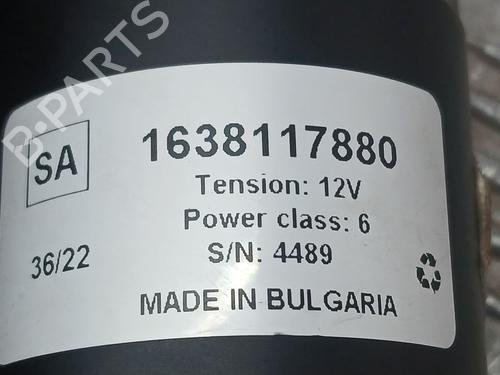 B-PARTS
SA
1638117880
Tension: 12V
Power class: 6
36/22
S/N: 4489
MADE IN BULGARIA